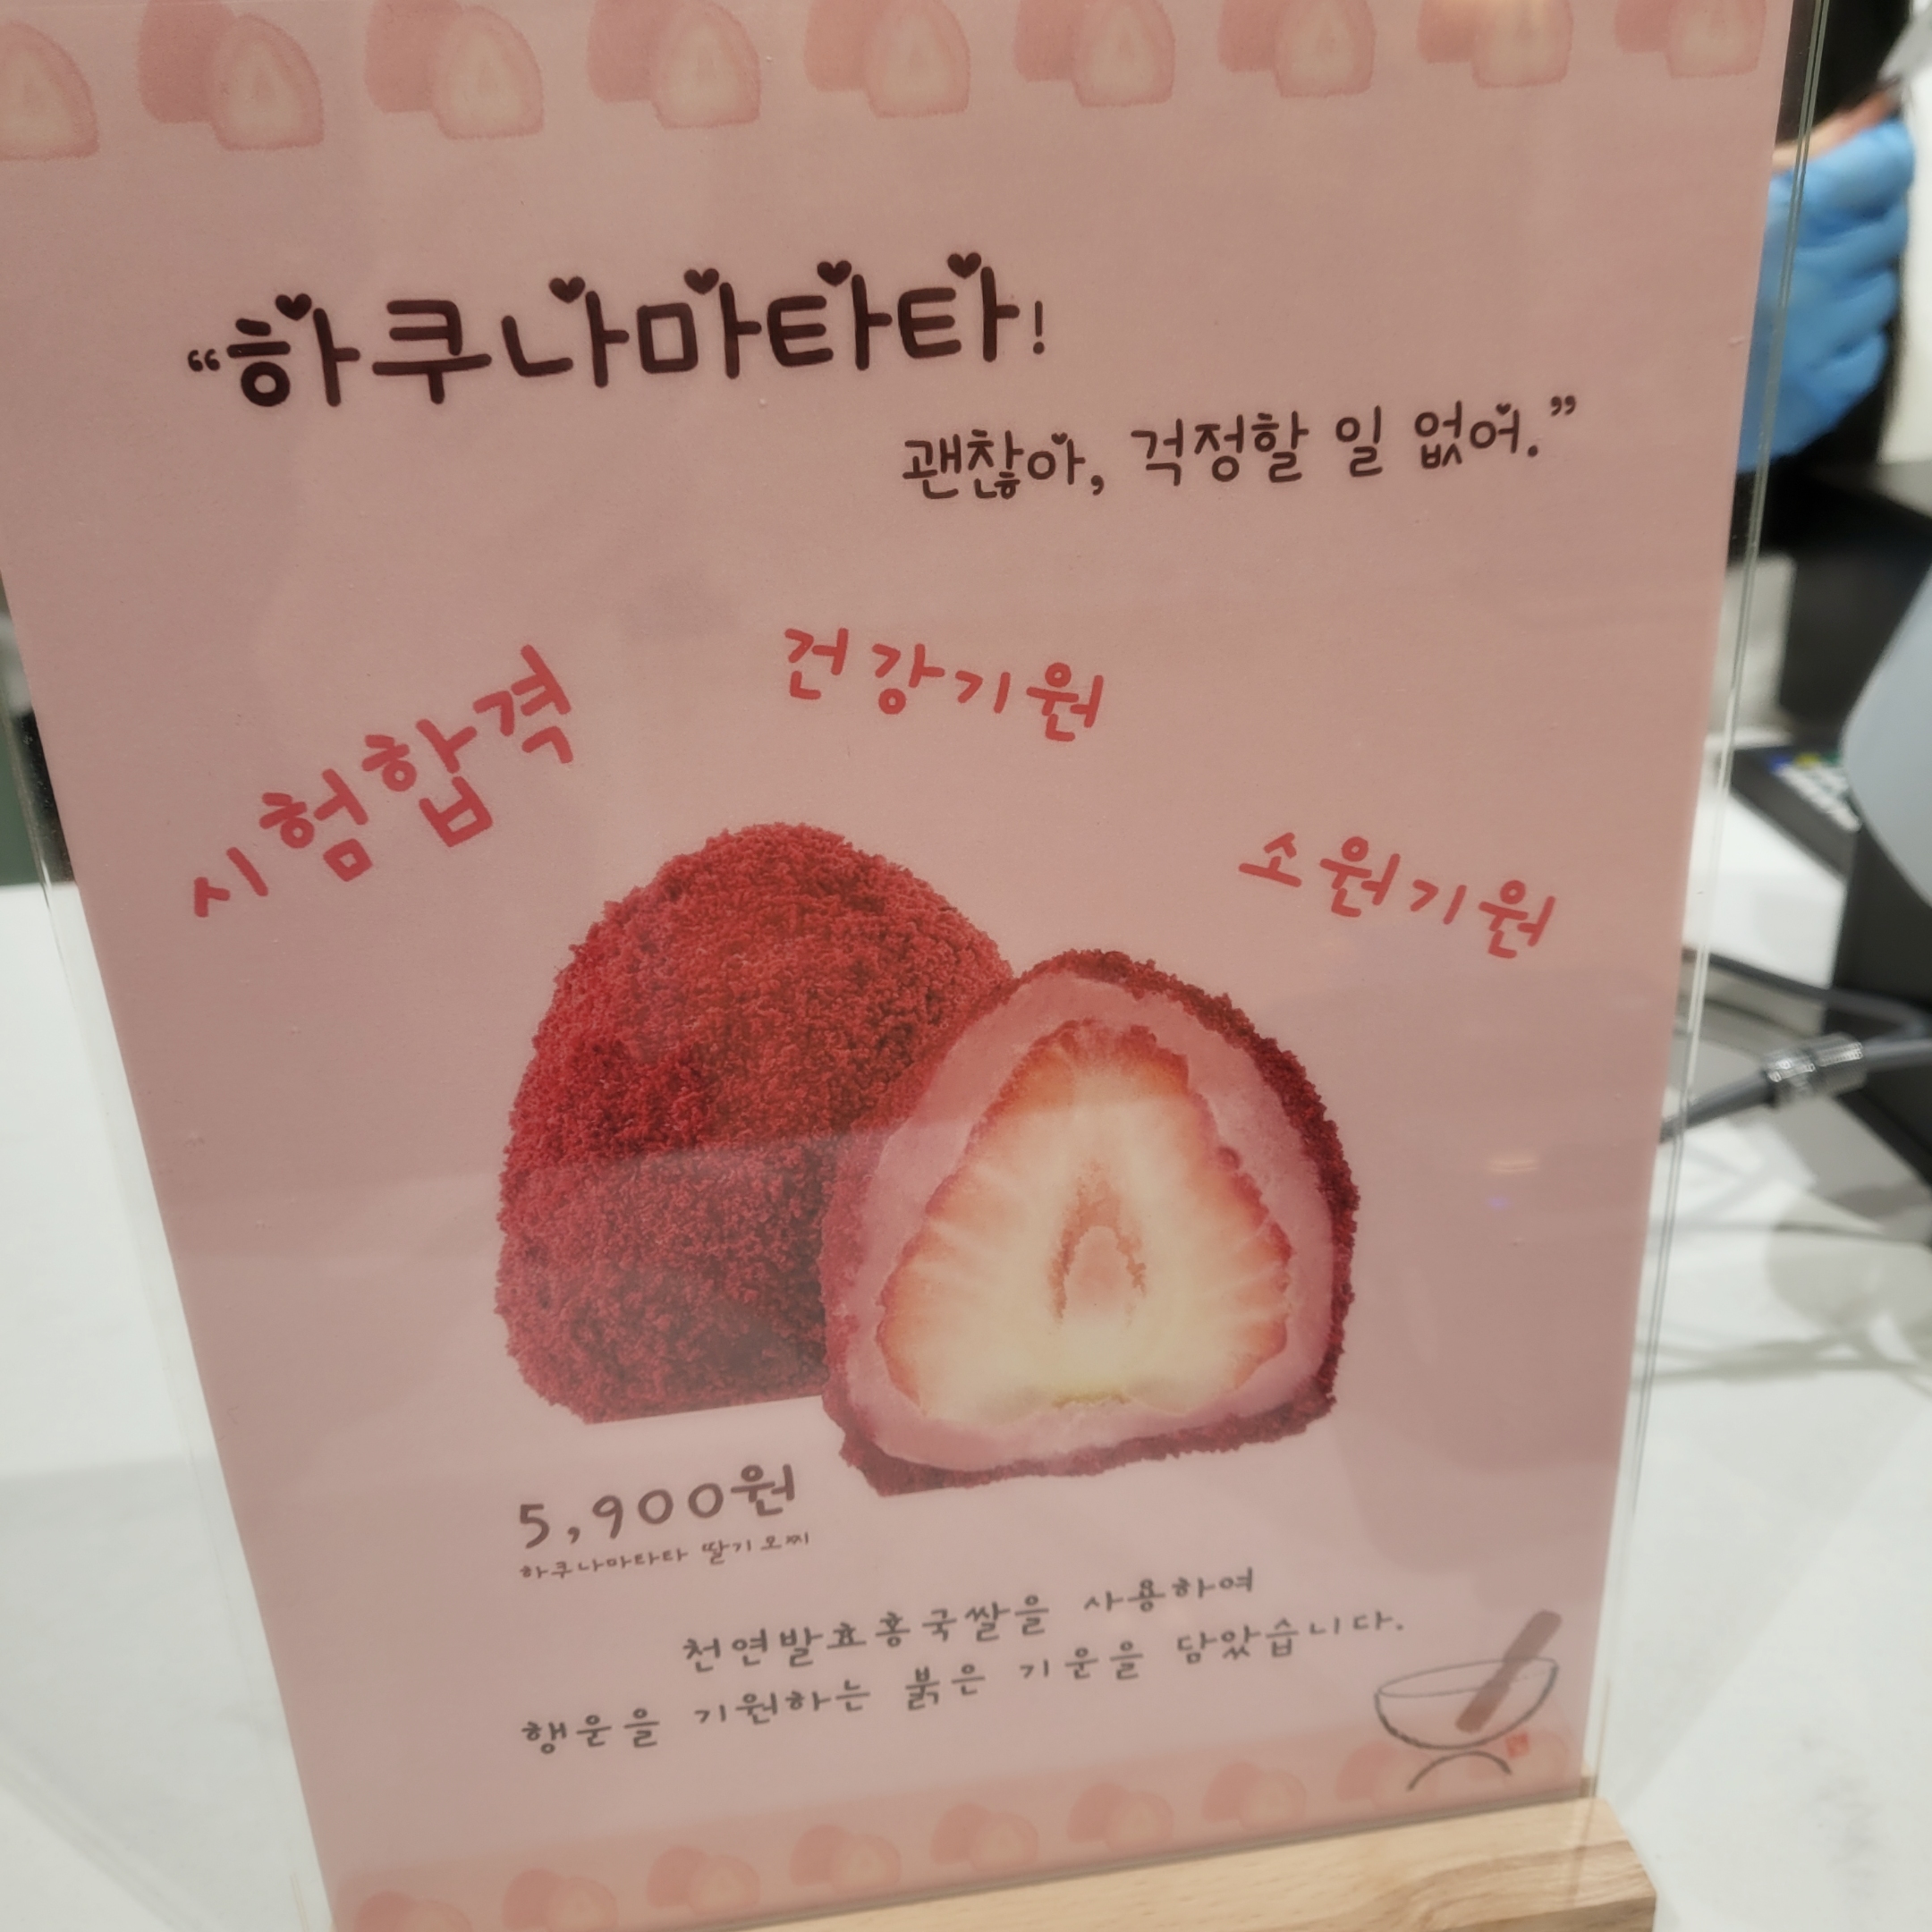 “하쿠나마타타!
괜찮아, 걱정할 일 없어.”
시험합격
건강기원
소원기원
5,900원
하쿠나마타타 딸기모찌
천연발효홍국쌀을 사용하여
행운을 기원하는 붉은 기운을 담았습니다.